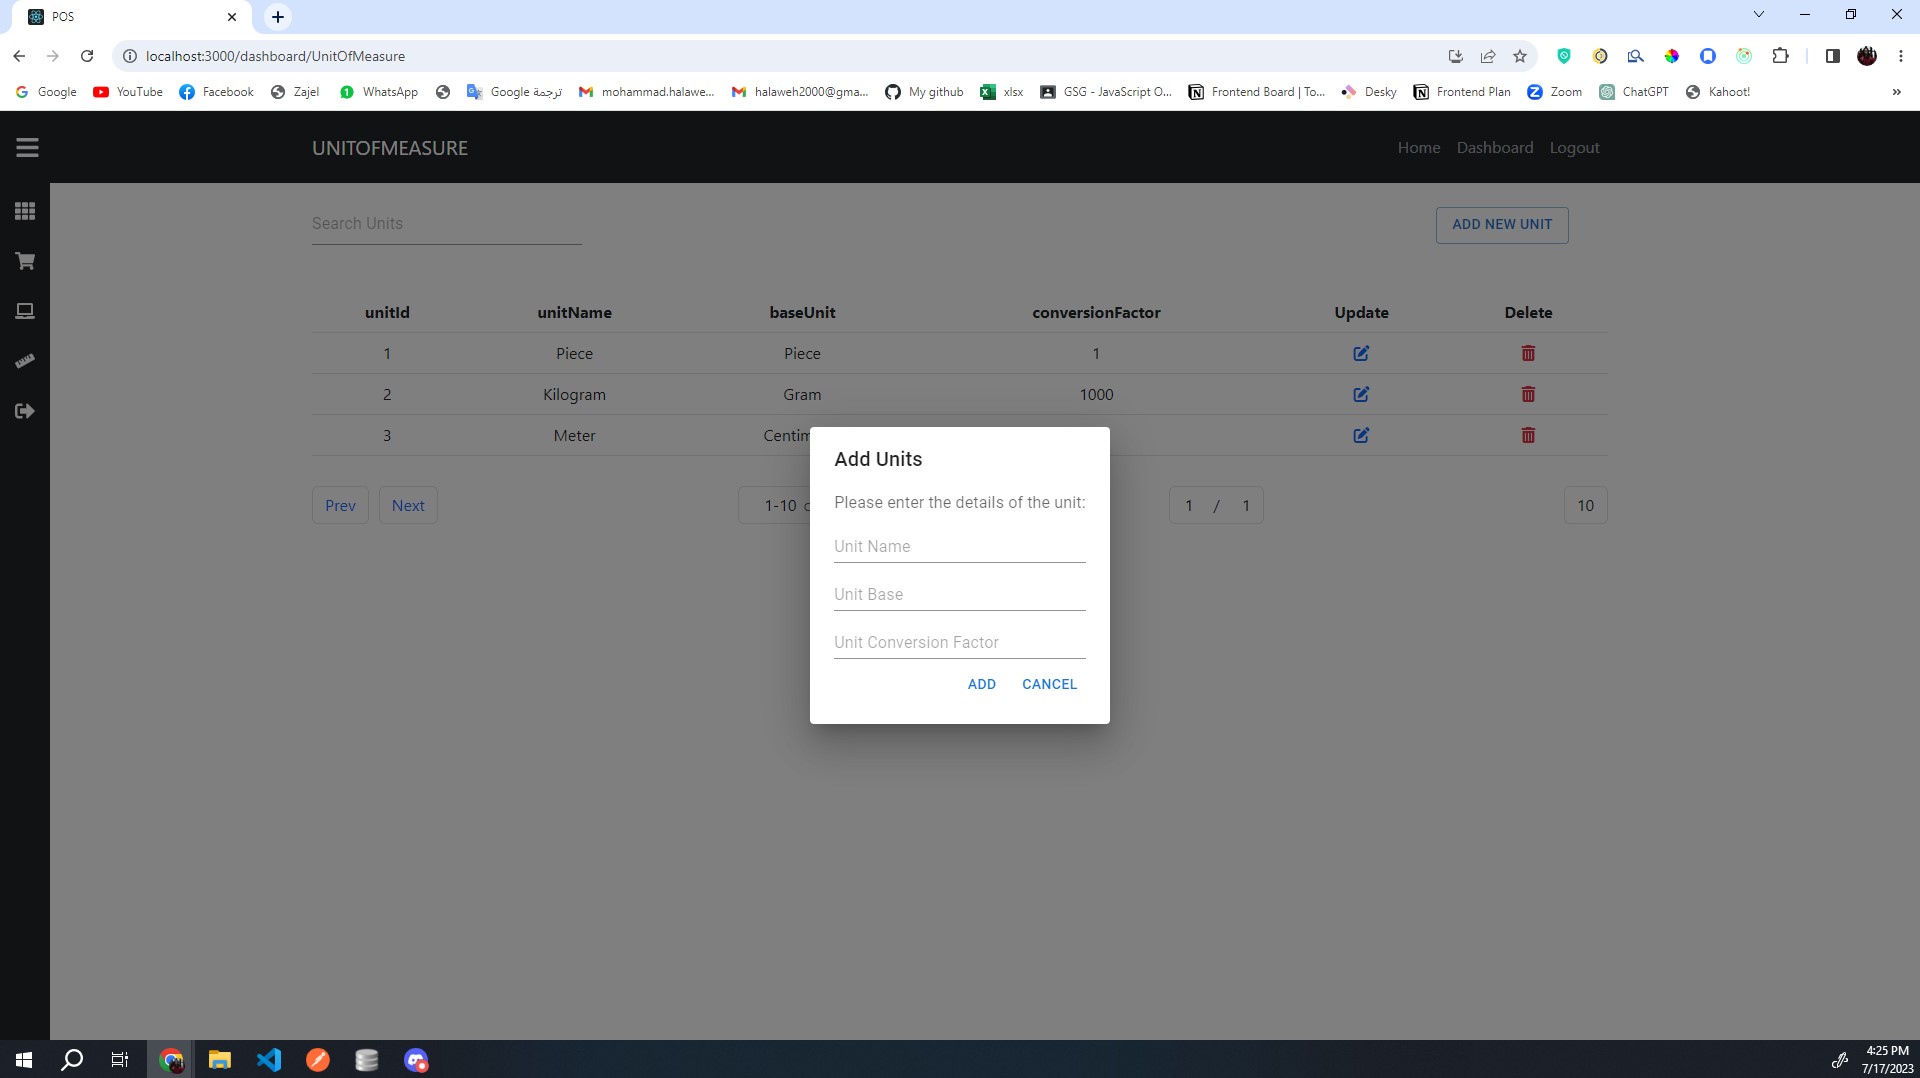 POS
localhost:3000/dashboard/UnitOfMeasure
Google YouTube Facebook Zajel WhatsApp Google ترجمة mohammad.halawe... halaweh2000@gma... My github xlsx GSG - JavaScript O... Frontend Board | To... Desky Frontend Plan Zoom ChatGPT Kahoot!
UNITOFMEASURE Home Dashboard Logout
Search Units ADD NEW UNIT
unitId unitName baseUnit conversionFactor Update Delete
1 Piece Piece 1
2 Kilogram Gram 1000
3 Meter
Add Units
Please enter the details of the unit:
Prev Next 1-10 1 / 1 10
Unit Name
Unit Base
Unit Conversion Factor
ADD CANCEL
4:25 PM
7/17/2023